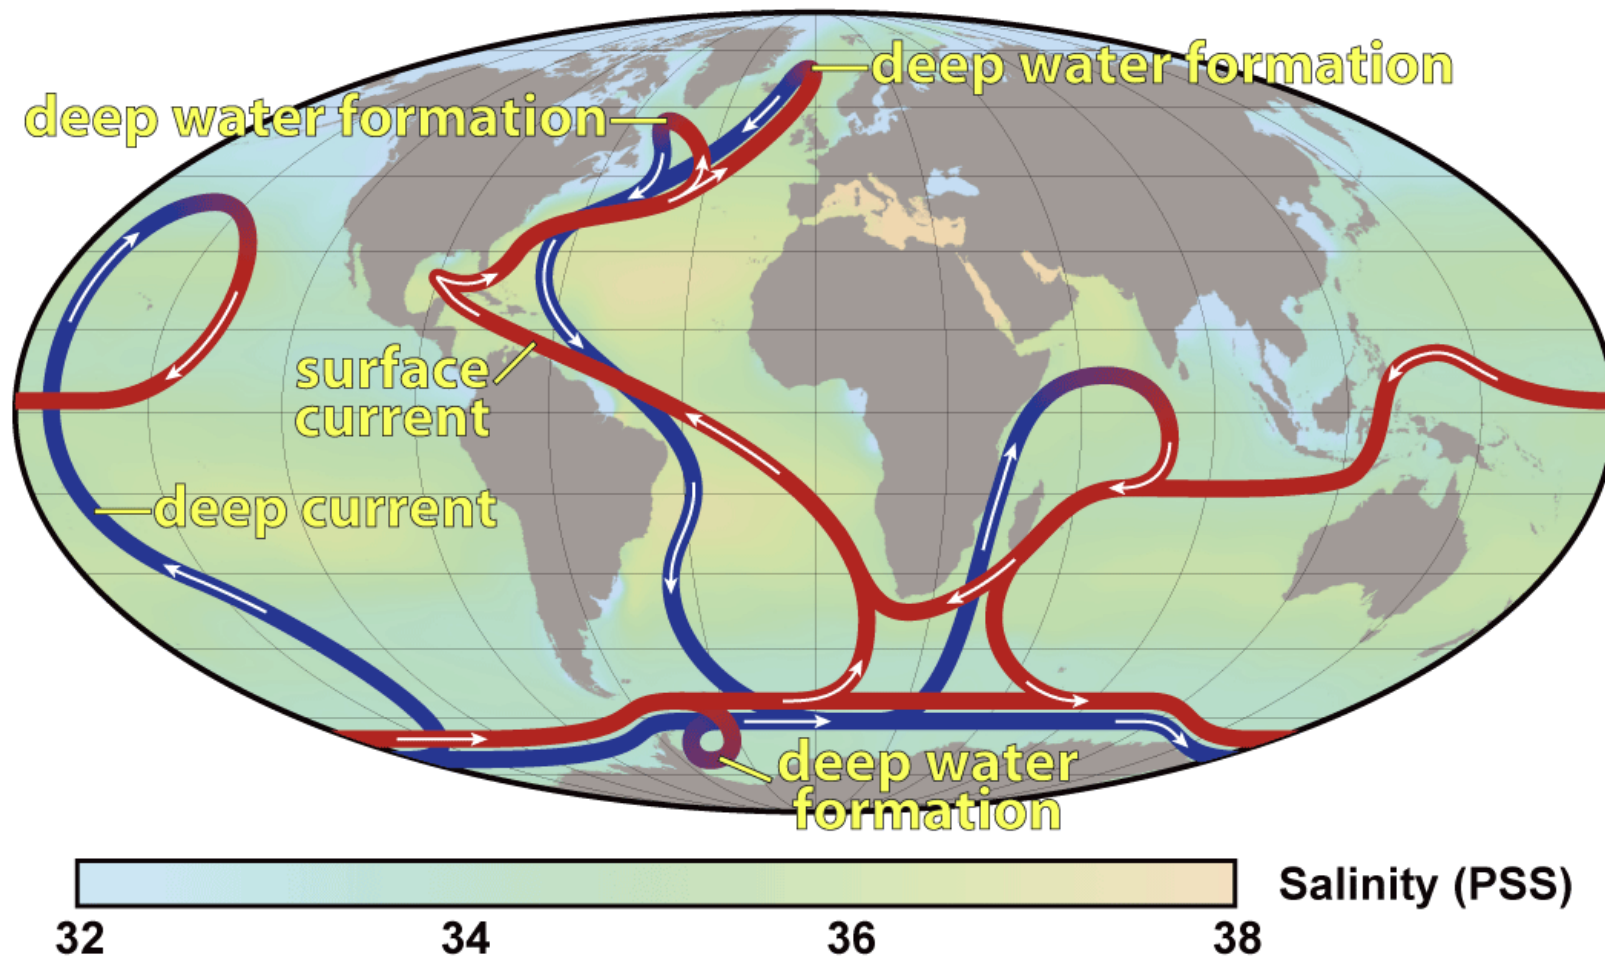 deep water formation
deep water formation
surface
current
deep current
deep water
formation
Salinity (PSS)
32 34 36 38